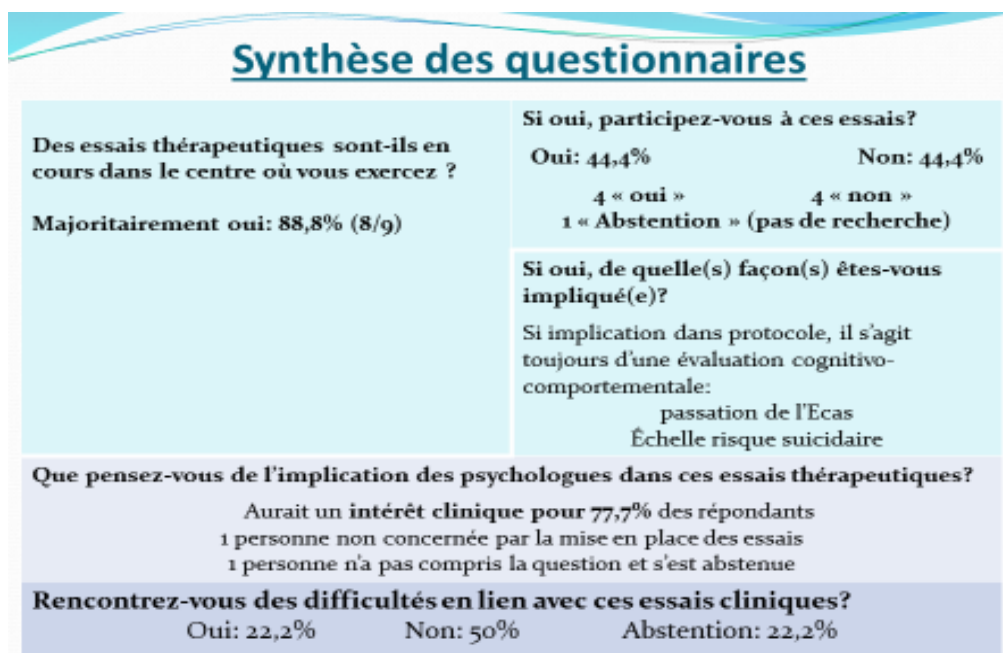 Synthèse des questionnaires
Des essais thérapeutiques sont-ils en
cours dans le centre où vous exercez ?
Majoritairement oui: 88,8% (8/9)
Si oui, participez-vous à ces essais?
Oui: 44,4% Non: 44,4%
4 « oui » 4 « non »
1 « Abstention » (pas de recherche)
Si oui, de quelle(s) façon(s) êtes-vous
impliqué(e)?
Si implication dans protocole, il s’agit
toujours d’une évaluation cognitivo-
comportementale:
passation de l’Ecas
Échelle risque suicidaire
Que pensez-vous de l’implication des psychologues dans ces essais thérapeutiques?
Aurait un intérêt clinique pour 77,7% des répondants
1 personne non concernée par la mise en place des essais
1 personne n’a pas compris la question et s’est abstenue
Rencontrez-vous des difficultés en lien avec ces essais cliniques?
Oui: 22,2% Non: 50% Abstention: 22,2%